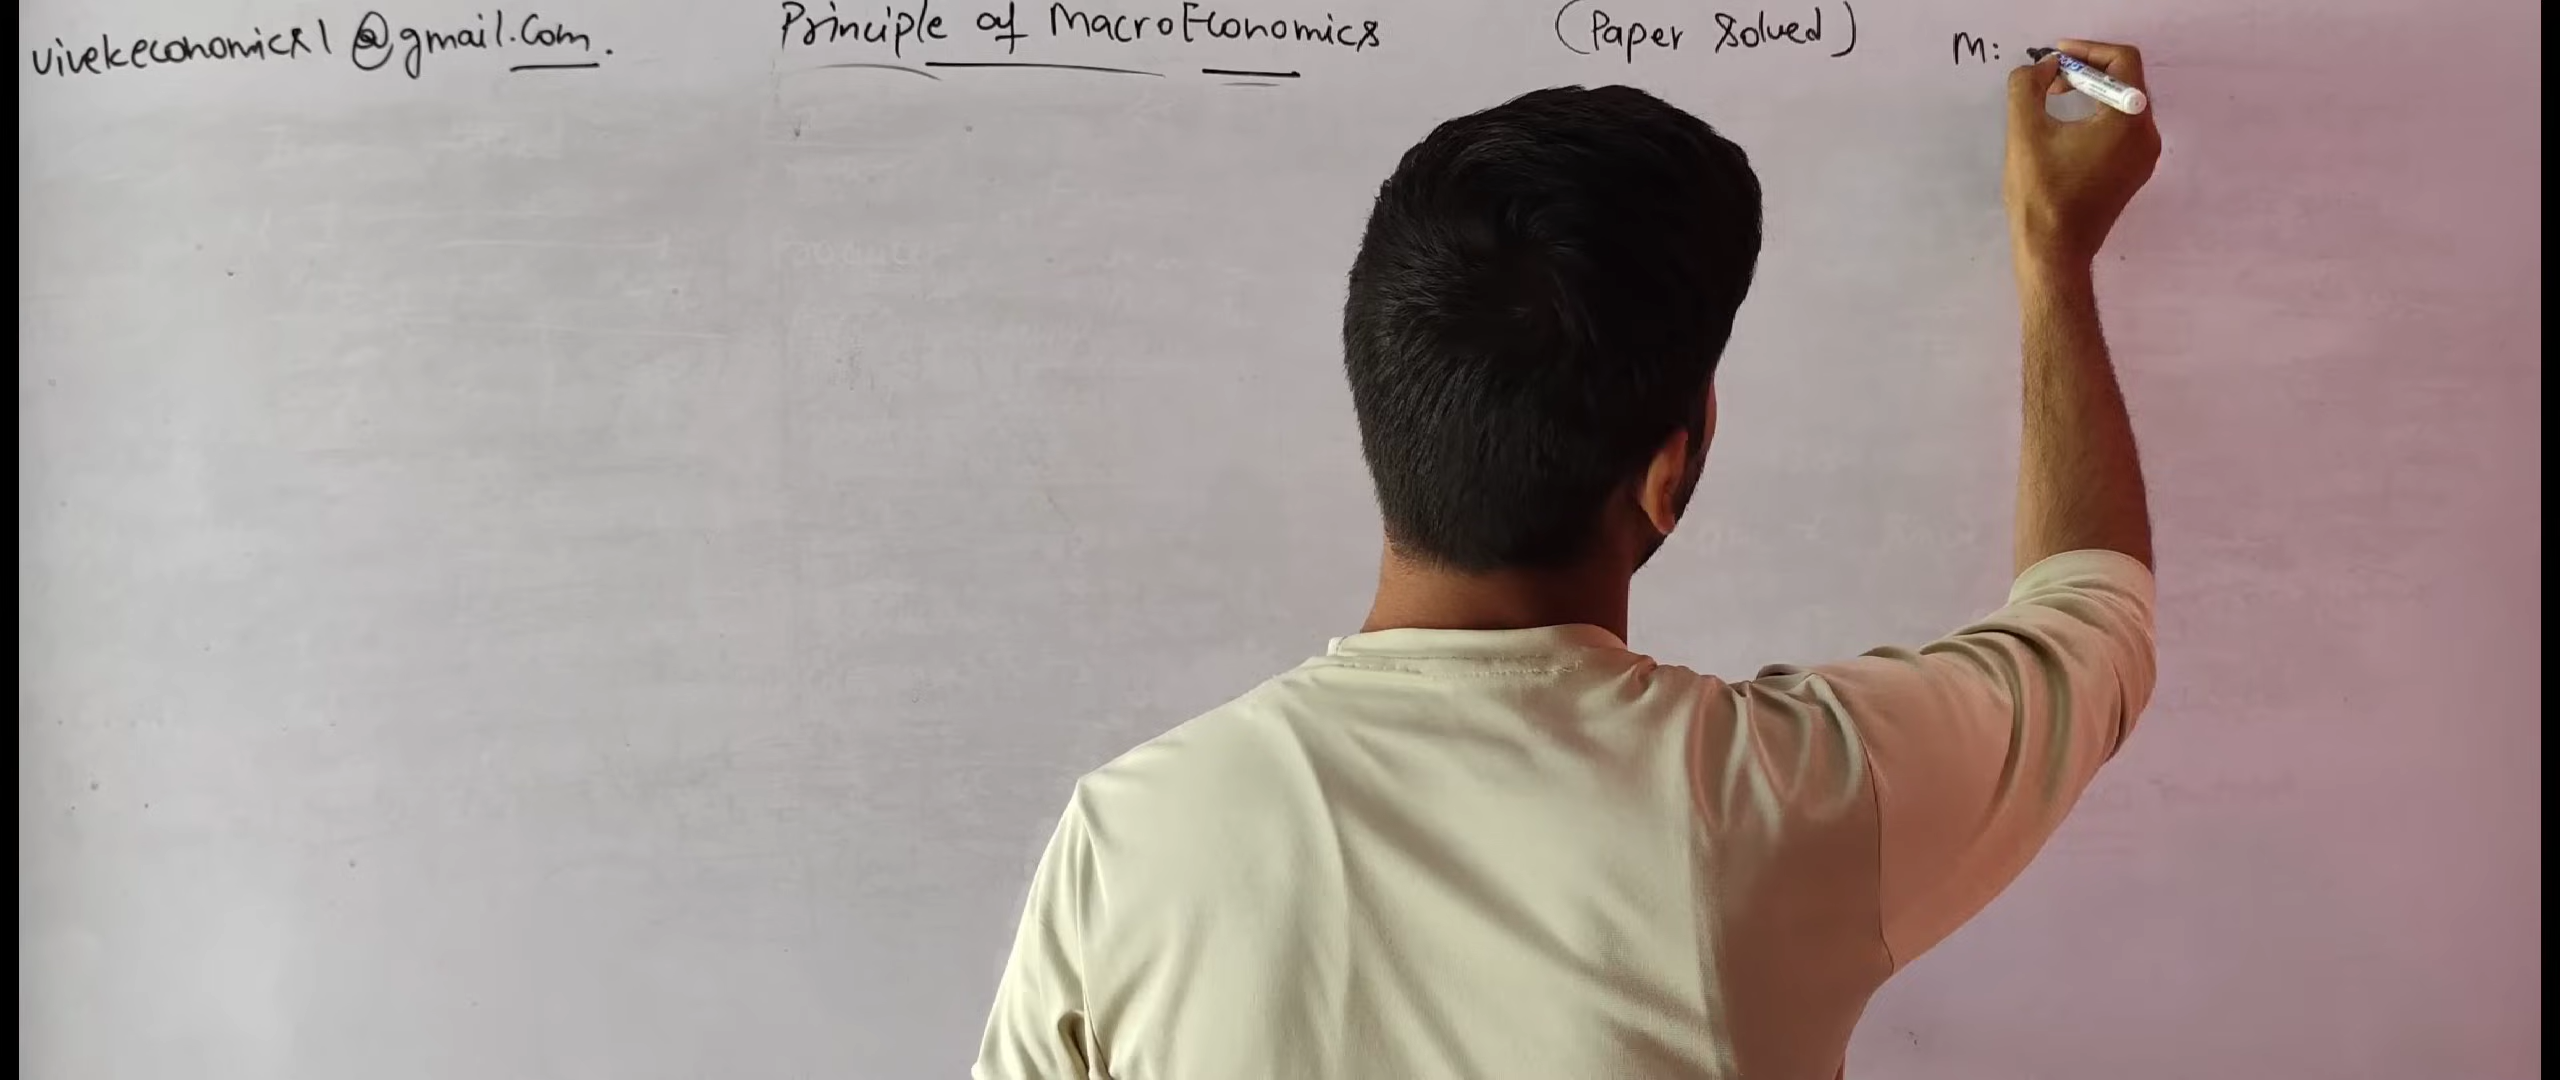 vivekeconomics1@gmail.com.
Principle of MacroEconomics
(Paper Solved)
M: